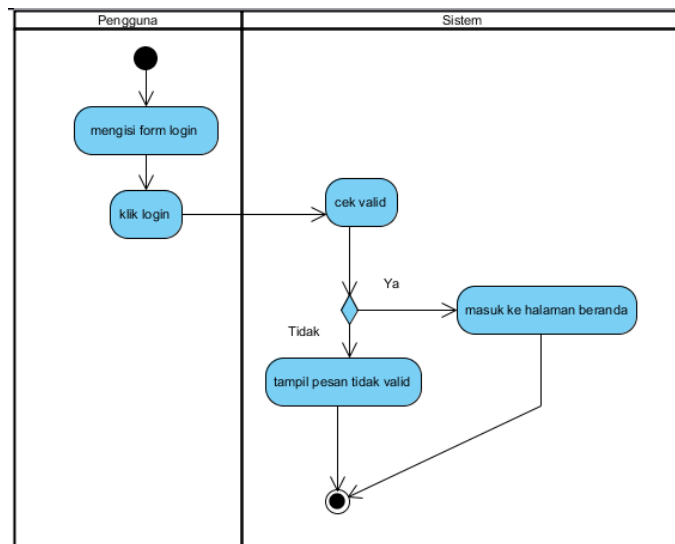 Pengguna
Sistem
mengisi form login
klik login
cek valid
Ya
masuk ke halaman beranda
Tidak
tampil pesan tidak valid